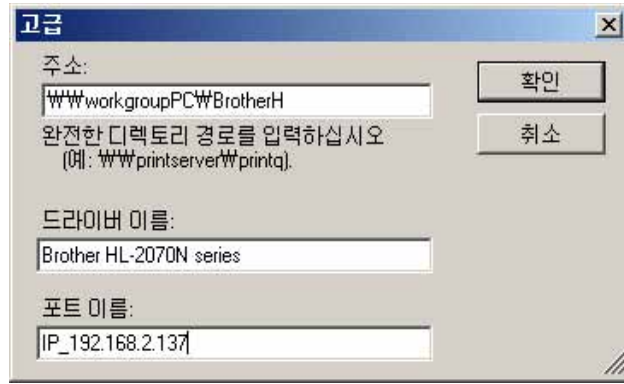 고급
주소:
₩₩workgroupPC₩BrotherH
확인
완전한 디렉토리 경로를 입력하십시오
(예: ₩₩printserver₩printq).
취소
드라이버 이름:
Brother HL-2070N series
포트 이름:
IP_192.168.2.137